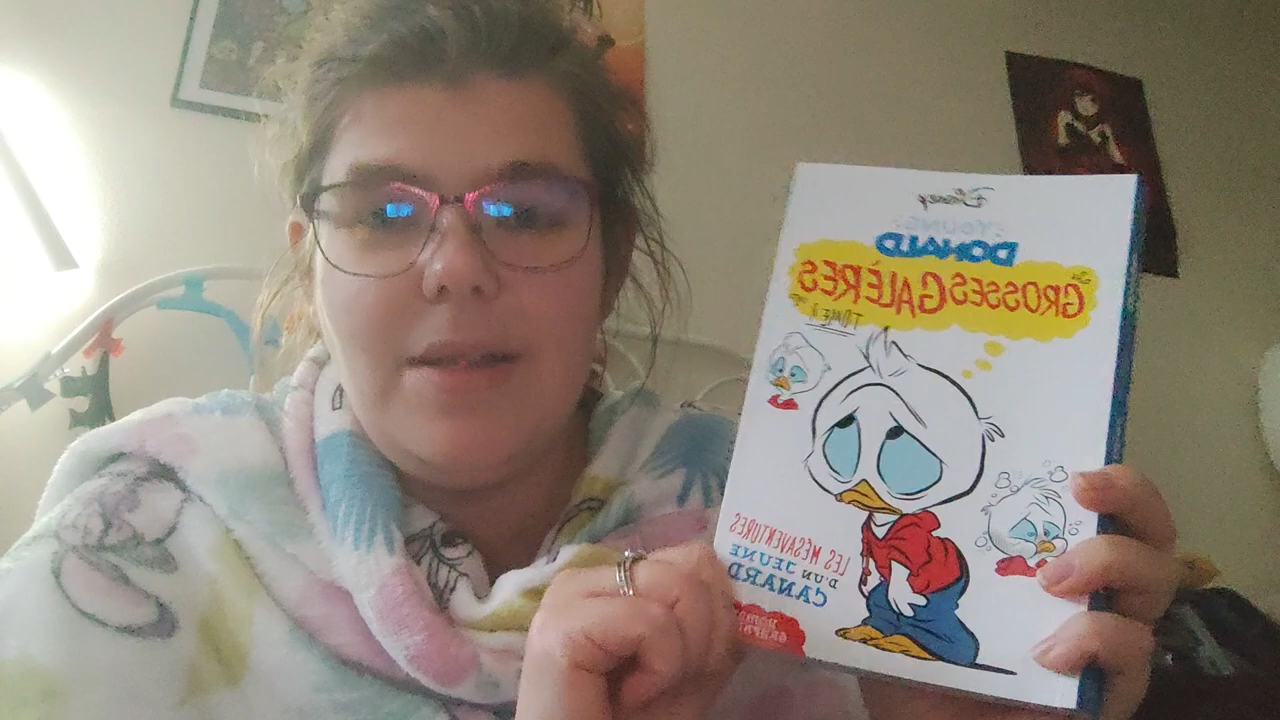 Disney
YOUNG
DONALD
GROSSES GALÈRES
TOME 1
LES MÉSAVENTURES
D'UN JEUNE
CANARD